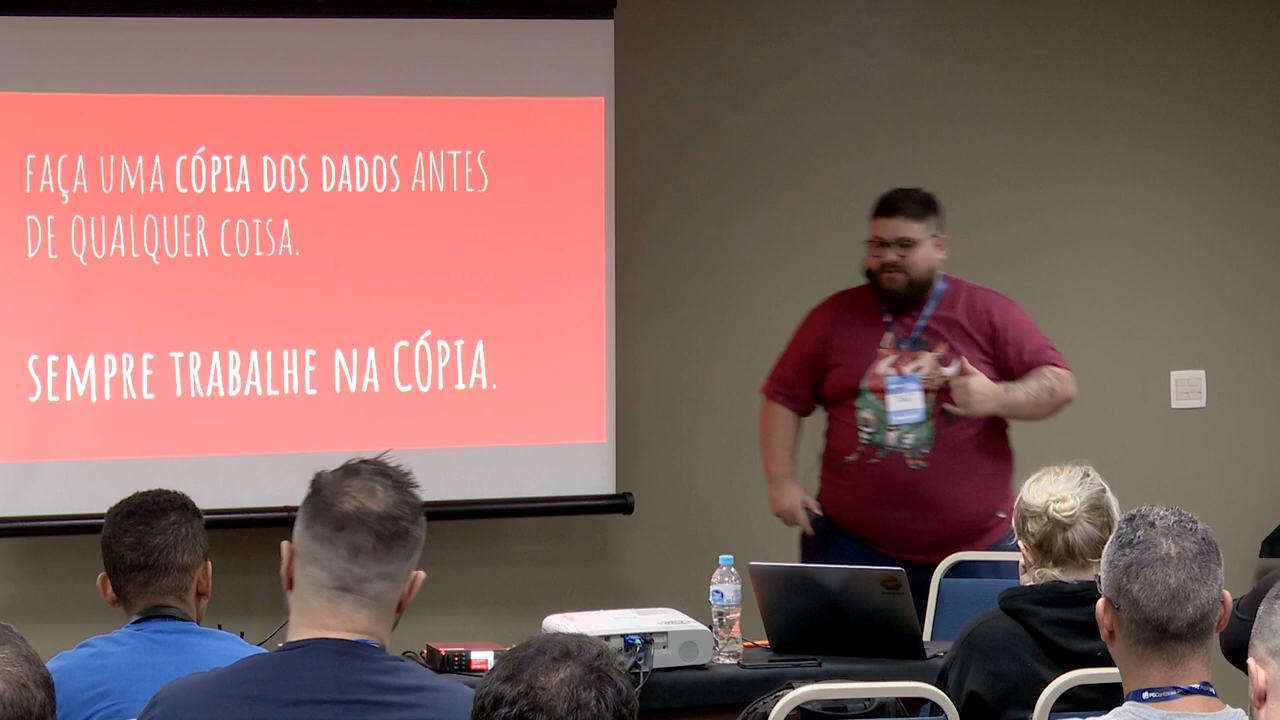 FAÇA UMA CÓPIA DOS DADOS ANTES
DE QUALQUER COISA.
SEMPRE TRABALHE NA CÓPIA.